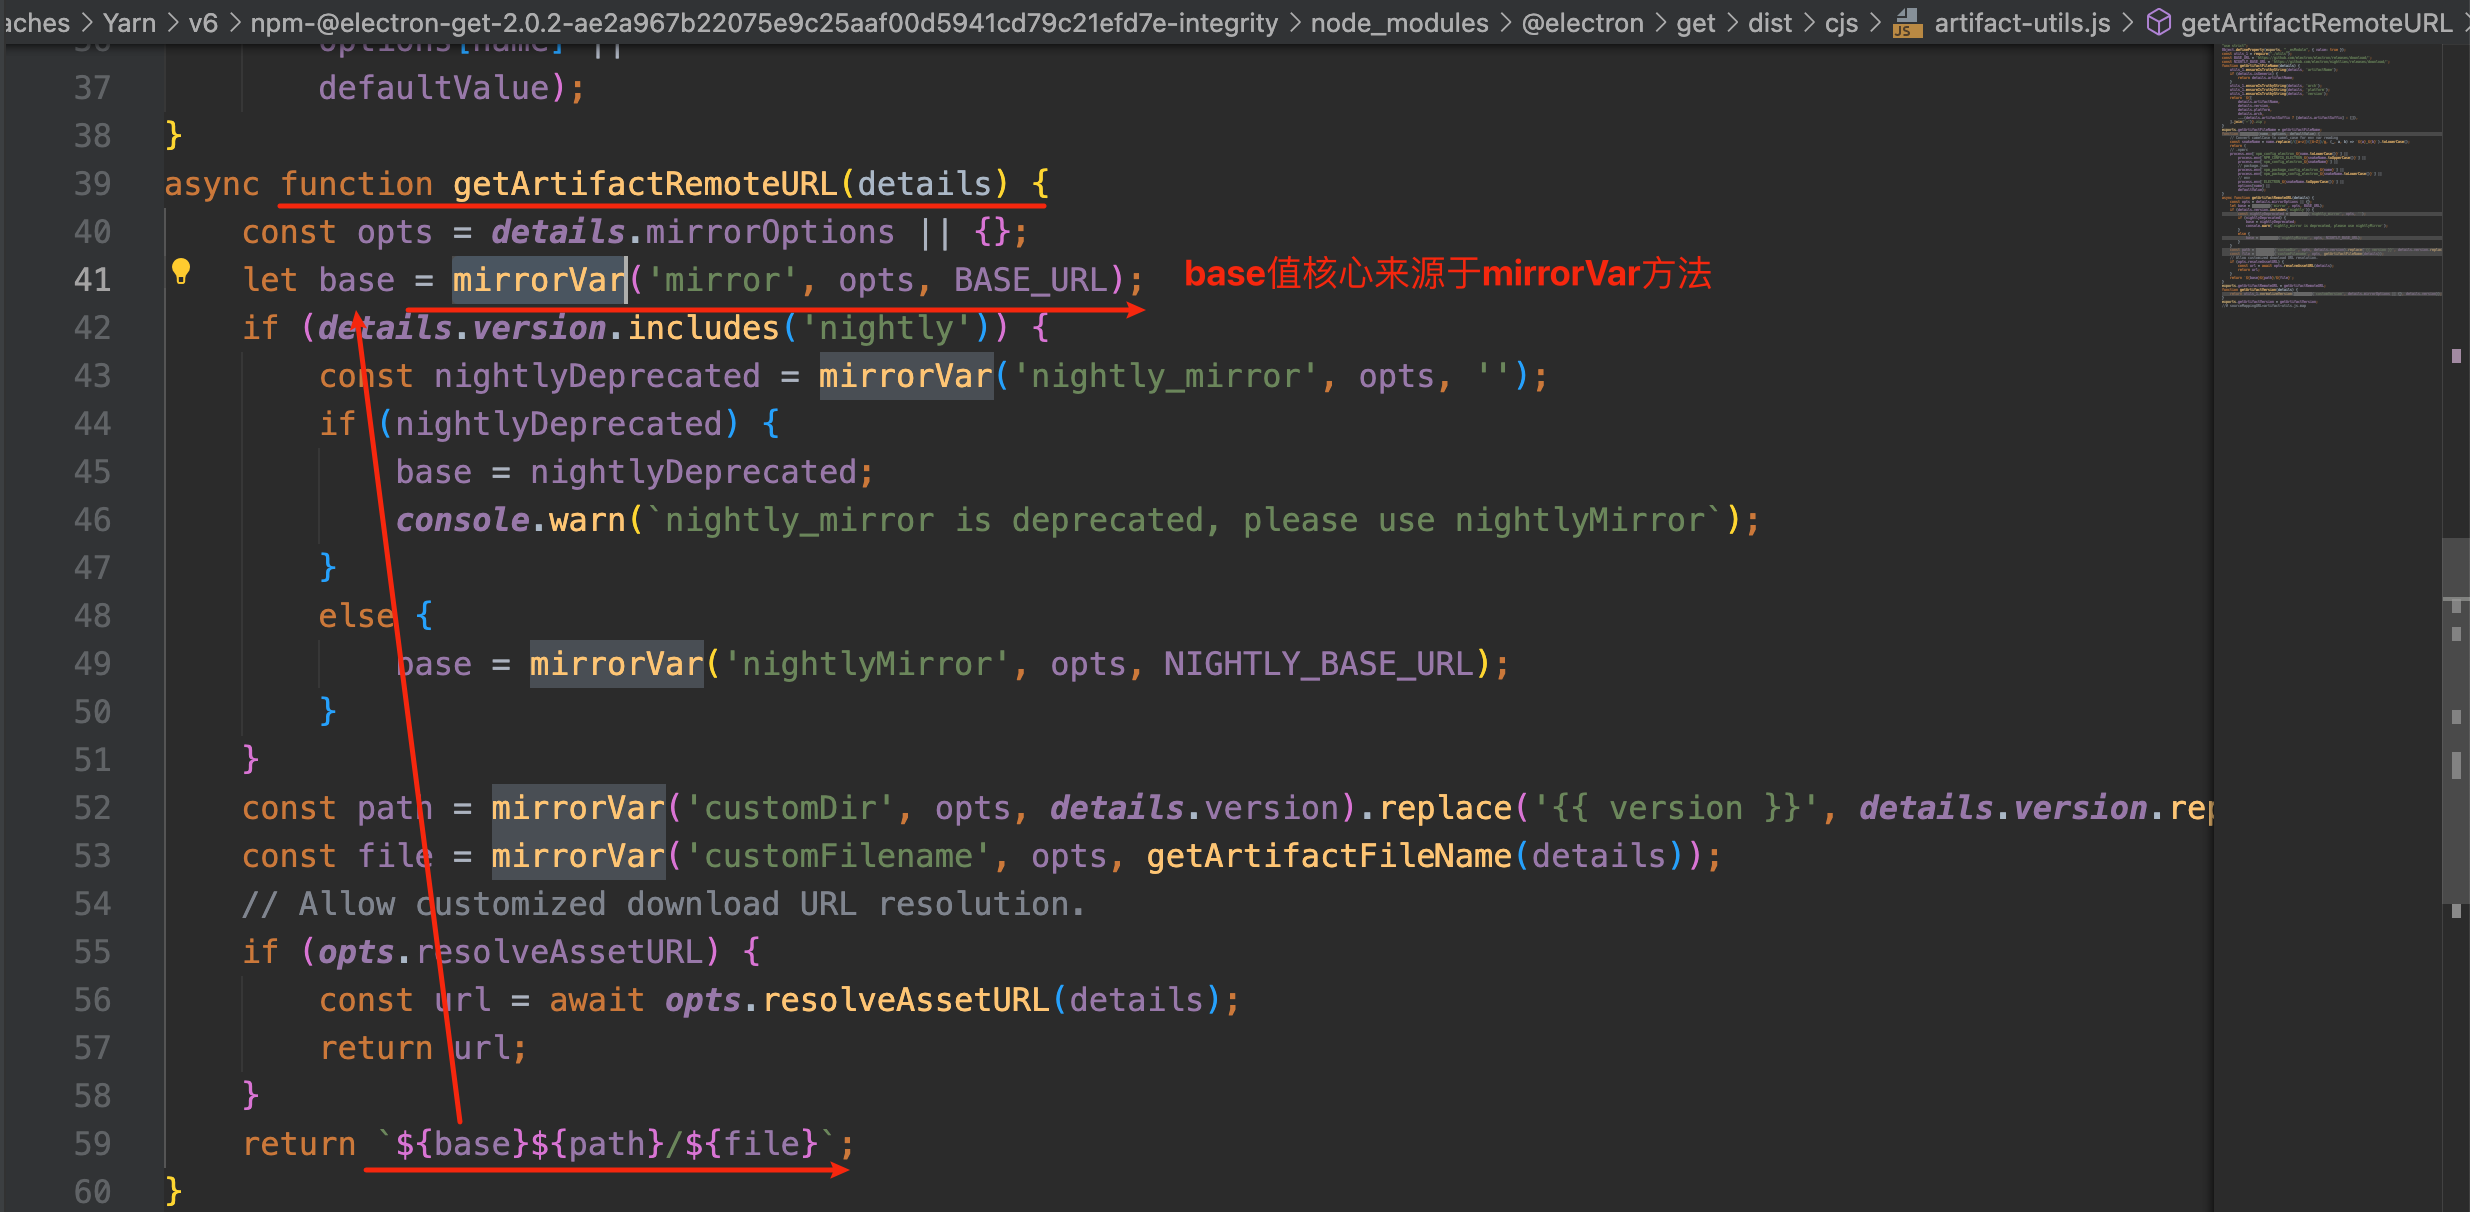 aches > Yarn > v6 > npm-@electron-get-2.0.2-ae2a967b22075e9c25aaf00d5941cd79c21efd7e-integrity > node_modules > @electron > get > dist > cjs > JS artifact-utils.js > getArtifactRemoteURL >
36 options[name] ||
37 defaultValue);
38 }
39 async function getArtifactRemoteURL(details) {
40 const opts = details.mirrorOptions || {};
41 let base = mirrorVar('mirror', opts, BASE_URL); base值核心来源于mirrorVar方法
42 if (details.version.includes('nightly')) {
43 const nightlyDeprecated = mirrorVar('nightly_mirror', opts, '');
44 if (nightlyDeprecated) {
45 base = nightlyDeprecated;
46 console.warn(`nightly_mirror is deprecated, please use nightlyMirror`);
47 }
48 else {
49 base = mirrorVar('nightlyMirror', opts, NIGHTLY_BASE_URL);
50 }
51 }
52 const path = mirrorVar('customDir', opts, details.version).replace('{{ version }}', details.version.rep
53 const file = mirrorVar('customFilename', opts, getArtifactFileName(details));
54 // Allow customized download URL resolution.
55 if (opts.resolveAssetURL) {
56 const url = await opts.resolveAssetURL(details);
57 return url;
58 }
59 return `${base}${path}/${file}`;
60 }